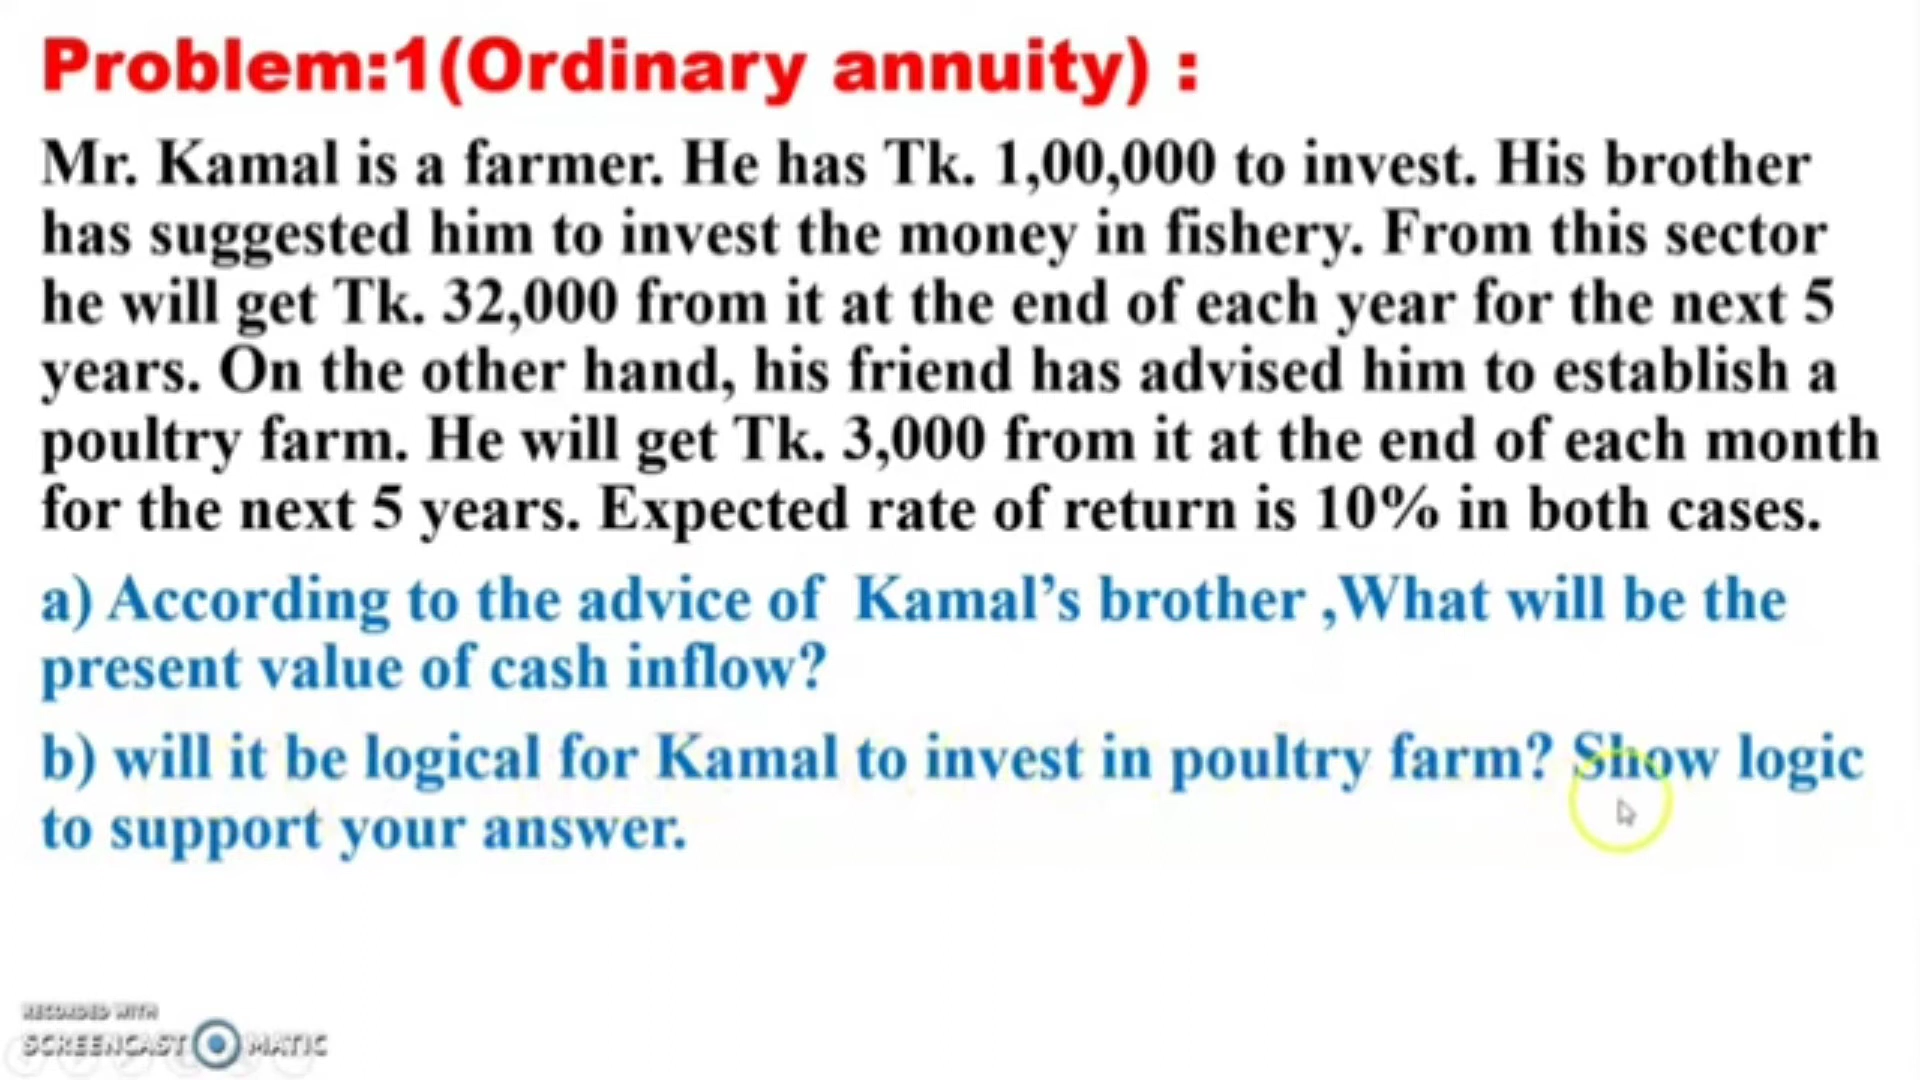 Problem:1(Ordinary annuity) :
Mr. Kamal is a farmer. He has Tk. 1,00,000 to invest. His brother
has suggested him to invest the money in fishery. From this sector
he will get Tk. 32,000 from it at the end of each year for the next 5
years. On the other hand, his friend has advised him to establish a
poultry farm. He will get Tk. 3,000 from it at the end of each month
for the next 5 years. Expected rate of return is 10% in both cases.
a) According to the advice of Kamal’s brother ,What will be the
present value of cash inflow?
b) will it be logical for Kamal to invest in poultry farm? Show logic
to support your answer.
RECORDED WITH
SCREENCAST MATIC